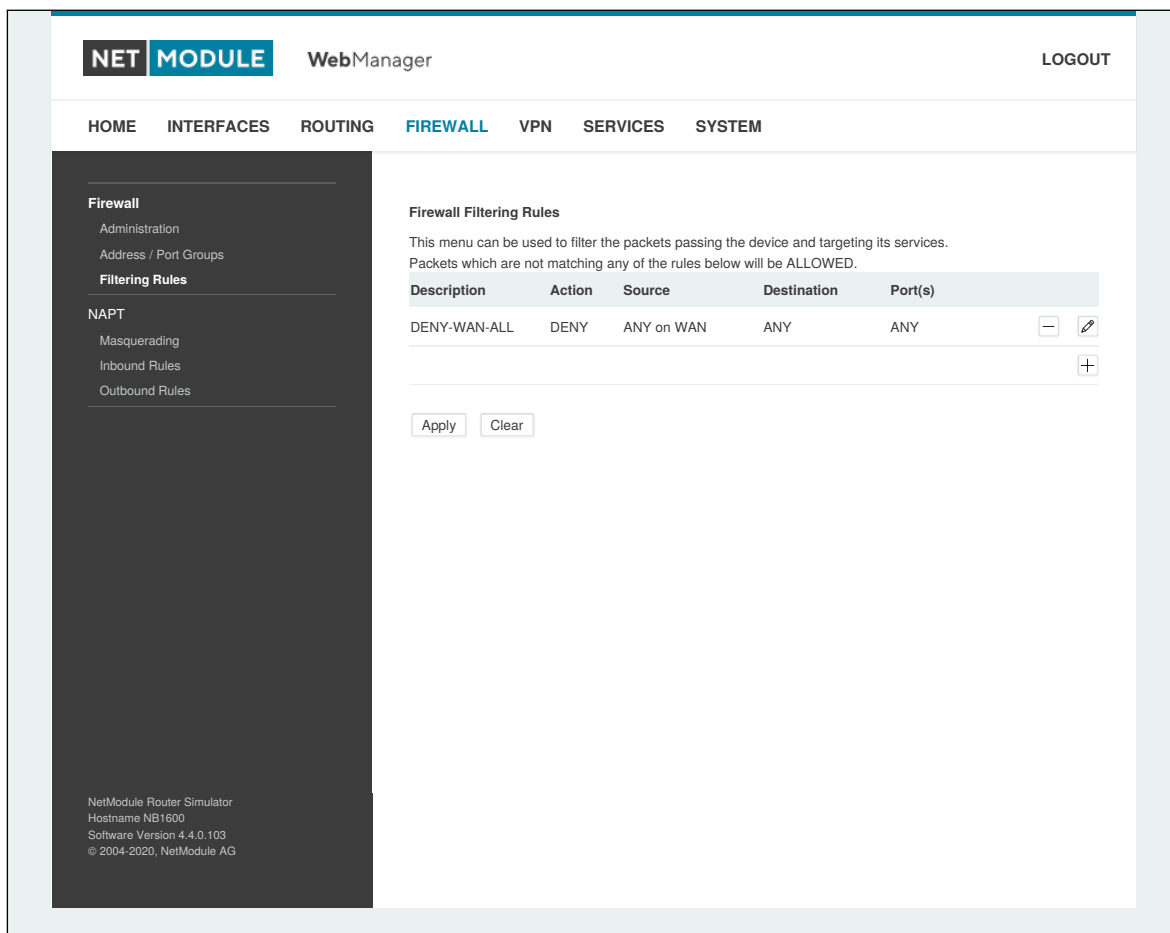 NET MODULE WebManager LOGOUT
HOME INTERFACES ROUTING FIREWALL VPN SERVICES SYSTEM
Firewall
Administration
Address / Port Groups
Filtering Rules
NAPT
Masquerading
Inbound Rules
Outbound Rules
NetModule Router Simulator
Hostname NB1600
Software Version 4.4.0.103
© 2004-2020, NetModule AG
Firewall Filtering Rules
This menu can be used to filter the packets passing the device and targeting its services.
Packets which are not matching any of the rules below will be ALLOWED.
Description Action Source Destination Port(s)
DENY-WAN-ALL DENY ANY on WAN ANY ANY
Apply Clear